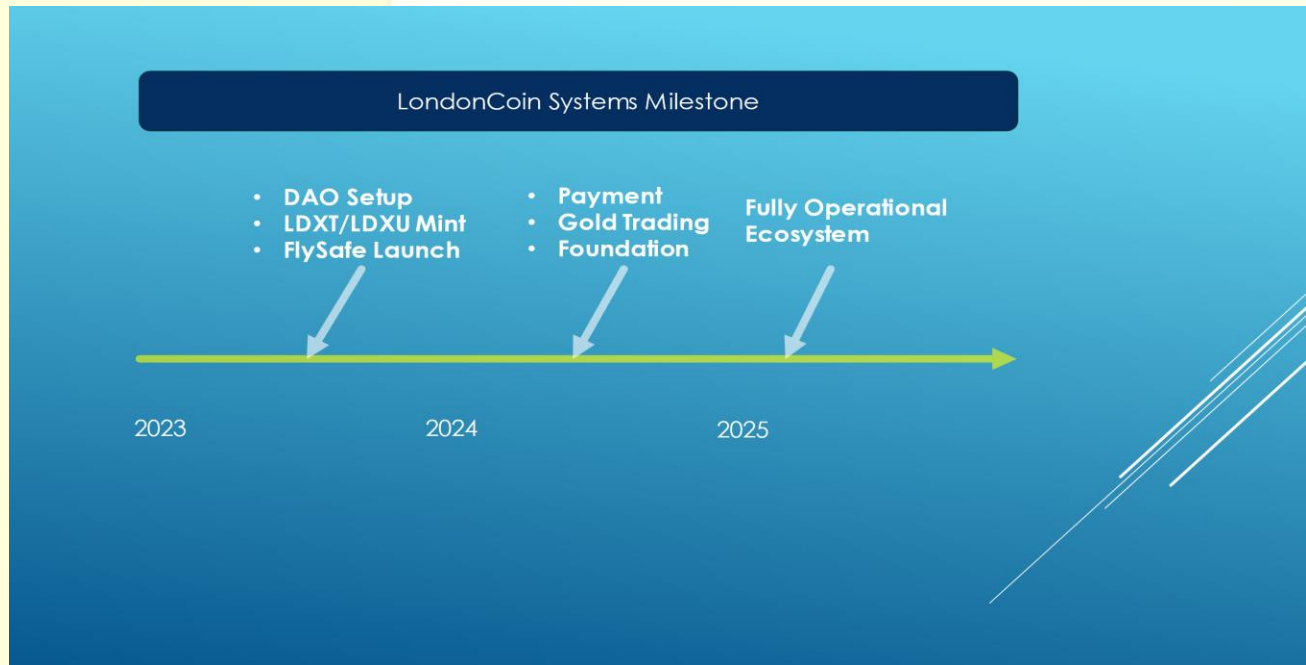 LondonCoin Systems Milestone
• DAO Setup
• LDXT/LDXU Mint
• FlySafe Launch
• Payment
• Gold Trading
• Foundation
Fully Operational
Ecosystem
2023
2024
2025